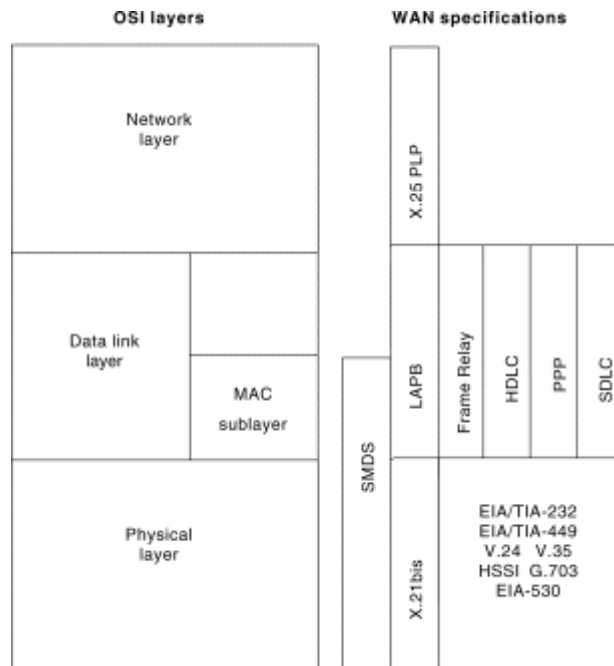 OSI layers
WAN specifications
Network
layer
Data link
layer
MAC
sublayer
Physical
layer
SMDS
X.25 PLP
LAPB
X.21bis
Frame Relay
HDLC
PPP
SDLC
EIA/TIA-232
EIA/TIA-449
V.24 V.35
HSSI G.703
EIA-530